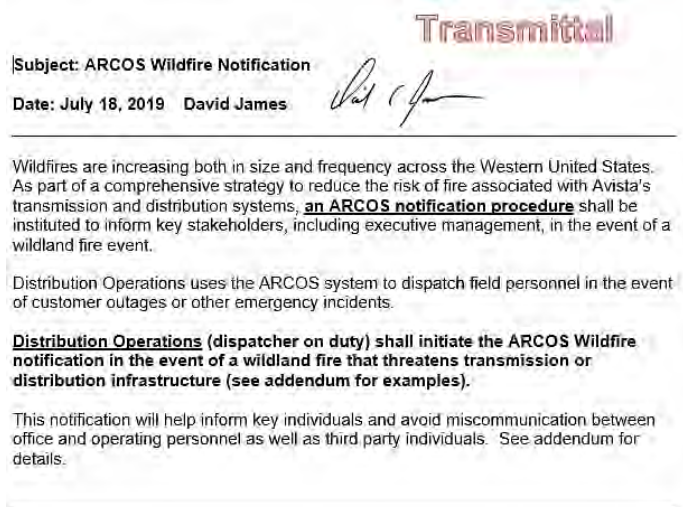 Transmittal
Subject: ARCOS Wildfire Notification
Date: July 18, 2019 David James
Wildfires are increasing both in size and frequency across the Western United States.
As part of a comprehensive strategy to reduce the risk of fire associated with Avista's
transmission and distribution systems, an ARCOS notification procedure shall be
instituted to inform key stakeholders, including executive management, in the event of a
wildland fire event.
Distribution Operations uses the ARCOS system to dispatch field personnel in the event
of customer outages or other emergency incidents.
Distribution Operations (dispatcher on duty) shall initiate the ARCOS Wildfire
notification in the event of a wildland fire that threatens transmission or
distribution infrastructure (see addendum for examples).
This notification will help inform key individuals and avoid miscommunication between
office and operating personnel as well as third party individuals. See addendum for
details.